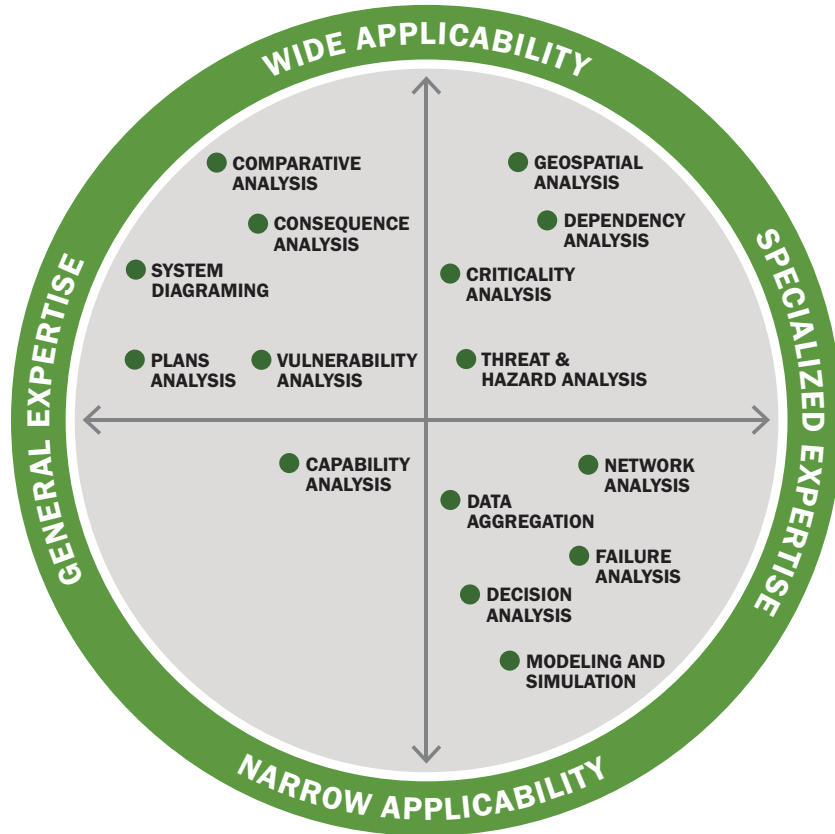 WIDE APPLICABILITY
COMPARATIVE
ANALYSIS
GEOSPATIAL
ANALYSIS
CONSEQUENCE
ANALYSIS
DEPENDENCY
ANALYSIS
SYSTEM
DIAGRAMING
CRITICALITY
ANALYSIS
PLANS
ANALYSIS
VULNERABILITY
ANALYSIS
THREAT &
HAZARD ANALYSIS
GENERAL EXPERTISE
SPECIALIZED EXPERTISE
CAPABILITY
ANALYSIS
NETWORK
ANALYSIS
DATA
AGGREGATION
FAILURE
ANALYSIS
DECISION
ANALYSIS
MODELING AND
SIMULATION
NARROW APPLICABILITY